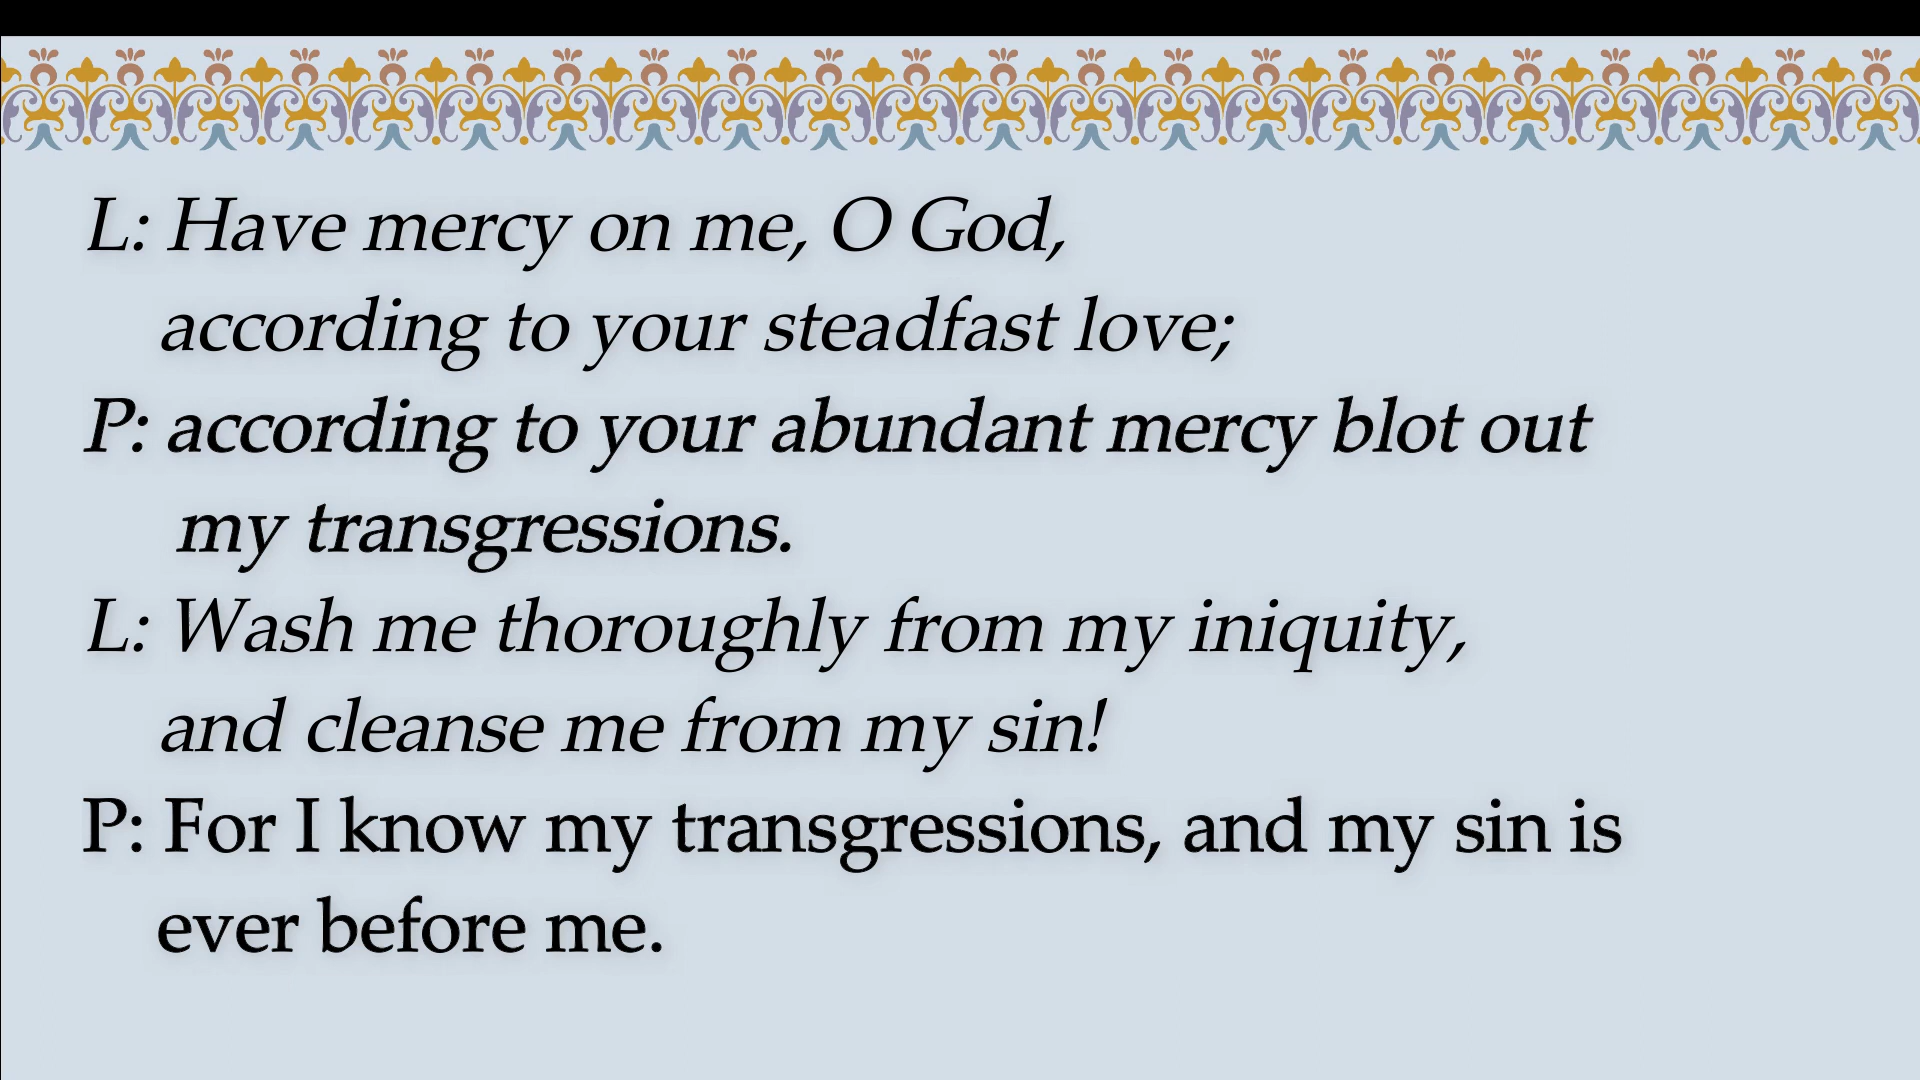 L: Have mercy on me, O God,
according to your steadfast love;
P: according to your abundant mercy blot out
my transgressions.
L: Wash me thoroughly from my iniquity,
and cleanse me from my sin!
P: For I know my transgressions, and my sin is
ever before me.